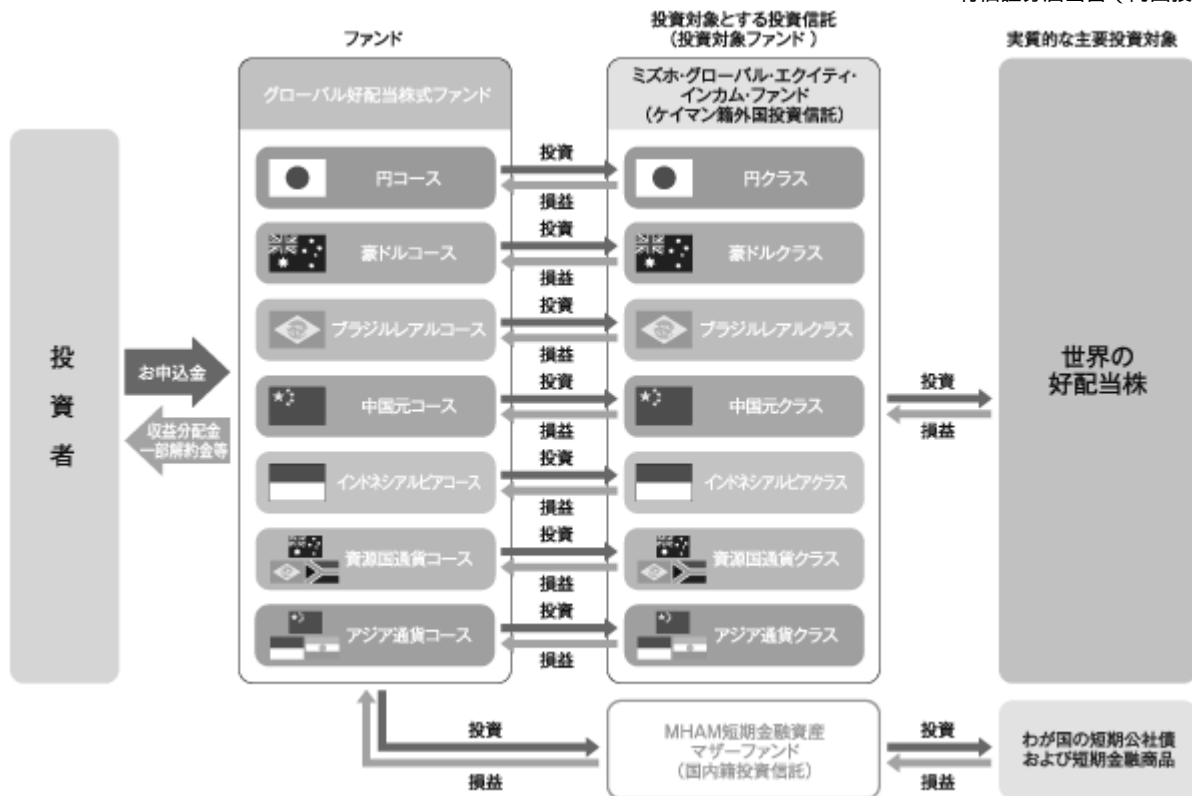 ファンド
投資対象とする投資信託
(投資対象ファンド)
実質的な主要投資対象
グローバル好配当株式ファンド
ミズホ・グローバル・エクイティ・
インカム・ファンド
(ケイマン籍外国投資信託)
投資者
お申込金
収益分配金
一部解約金等
円コース
投資
損益
円クラス
豪ドルコース
投資
損益
豪ドルクラス
ブラジルレアルコース
投資
損益
ブラジルレアルクラス
中国元コース
投資
損益
中国元クラス
インドネシアルピアコース
投資
損益
インドネシアルピアクラス
資源国通貨コース
投資
損益
資源国通貨クラス
アジア通貨コース
投資
損益
アジア通貨クラス
投資
損益
世界の
好配当株
投資
損益
MHAM短期金融資産
マザーファンド
(国内籍投資信託)
投資
損益
わが国の短期公社債
および短期金融商品